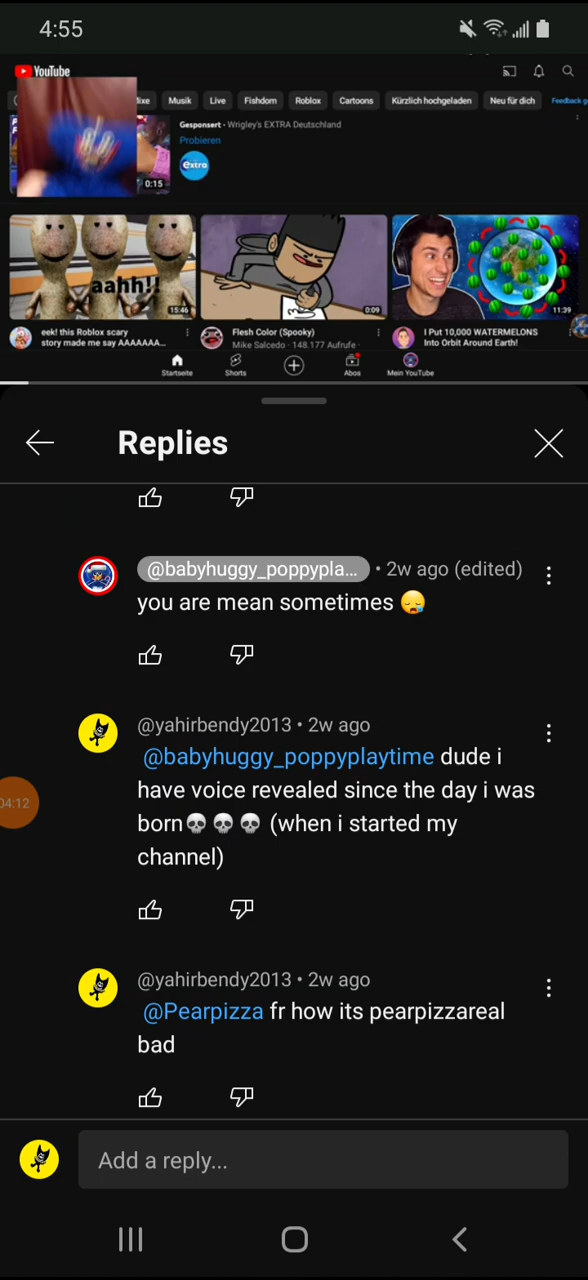 4:55
YouTube
Musik
Live
Fishdom
Roblox
Cartoons
Kürzlich hochgeladen
Neu für dich
Feedback
Gesponsert · Wrigley's EXTRA Deutschland
Probieren
extra
0:15
aahh!!
15:46
0:09
11:39
eek! this Roblox scary
story made me say AAAAAAA...
Flesh Color (Spooky)
Mike Salcedo · 148.177 Aufrufe ·
I Put 10,000 WATERMELONS
Into Orbit Around Earth!
Startseite
Shorts
Abos
Mein YouTube
Replies
@babyhuggy_poppypla... • 2w ago (edited)
you are mean sometimes 😪
@yahirbendy2013 • 2w ago
@babyhuggy_poppyplaytime dude i
have voice revealed since the day i was
born💀💀💀 (when i started my
channel)
04:12
@yahirbendy2013 • 2w ago
@Pearpizza fr how its pearpizzareal
bad
Add a reply...